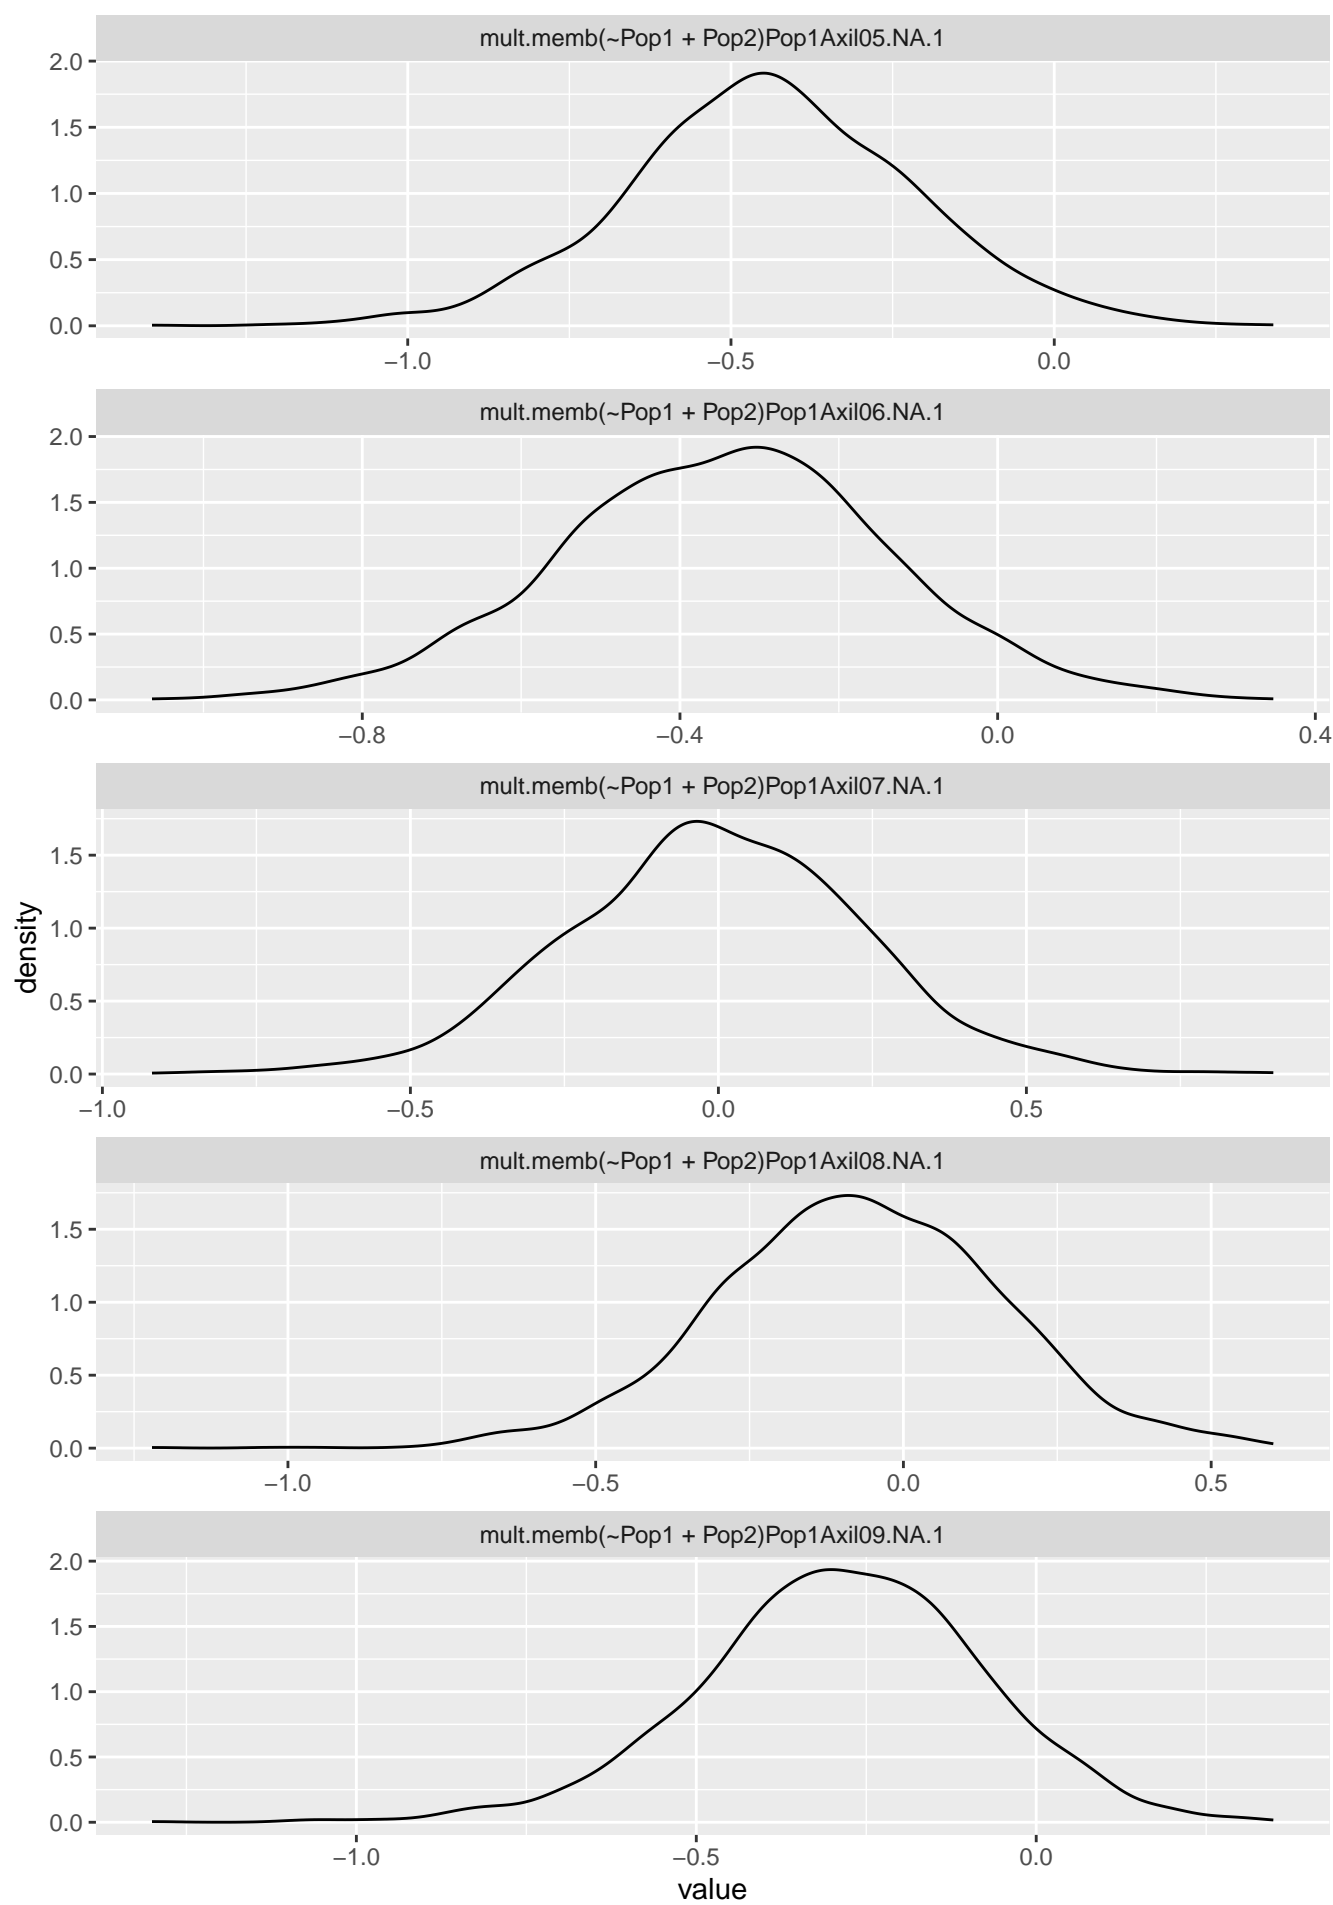 mult.memb(~Pop1 + Pop2)Pop1Axil05.NA.1
2.0
1.5
1.0
0.5
0.0
−1.0 −0.5 0.0
mult.memb(~Pop1 + Pop2)Pop1Axil06.NA.1
2.0
1.5
1.0
0.5
0.0
−0.8 −0.4 0.0 0.4
mult.memb(~Pop1 + Pop2)Pop1Axil07.NA.1
1.5
1.0
0.5
0.0
−1.0 −0.5 0.0 0.5
density
mult.memb(~Pop1 + Pop2)Pop1Axil08.NA.1
1.5
1.0
0.5
0.0
−1.0 −0.5 0.0 0.5
mult.memb(~Pop1 + Pop2)Pop1Axil09.NA.1
2.0
1.5
1.0
0.5
0.0
−1.0 −0.5 0.0
value